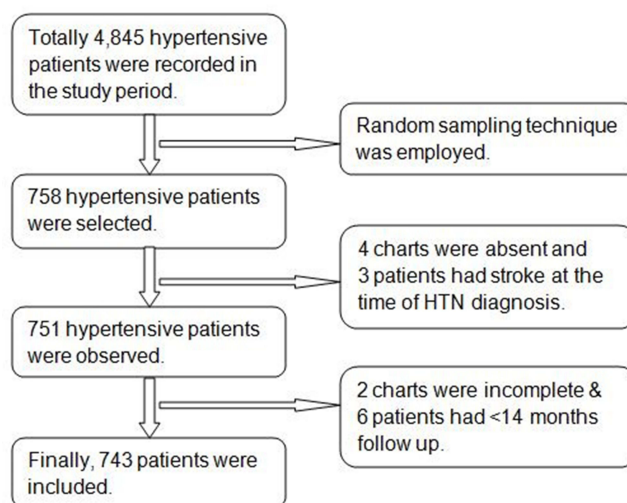 Totally 4,845 hypertensive
patients were recorded in
the study period.
Random sampling technique
was employed.
758 hypertensive patients
were selected.
4 charts were absent and
3 patients had stroke at the
time of HTN diagnosis.
751 hypertensive patients
were observed.
2 charts were incomplete &
6 patients had <14 months
follow up.
Finally, 743 patients were
included.